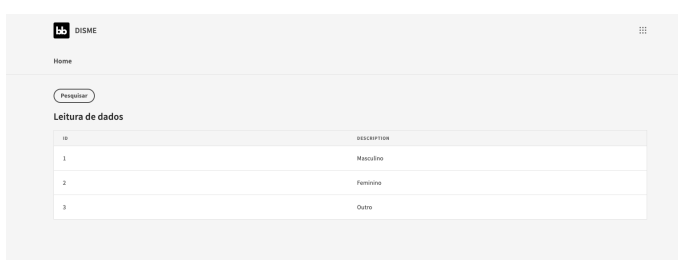 bb DISME
Home
Pesquisar
Leitura de dados
ID DESCRIPTION
1 Masculino
2 Feminino
3 Outro